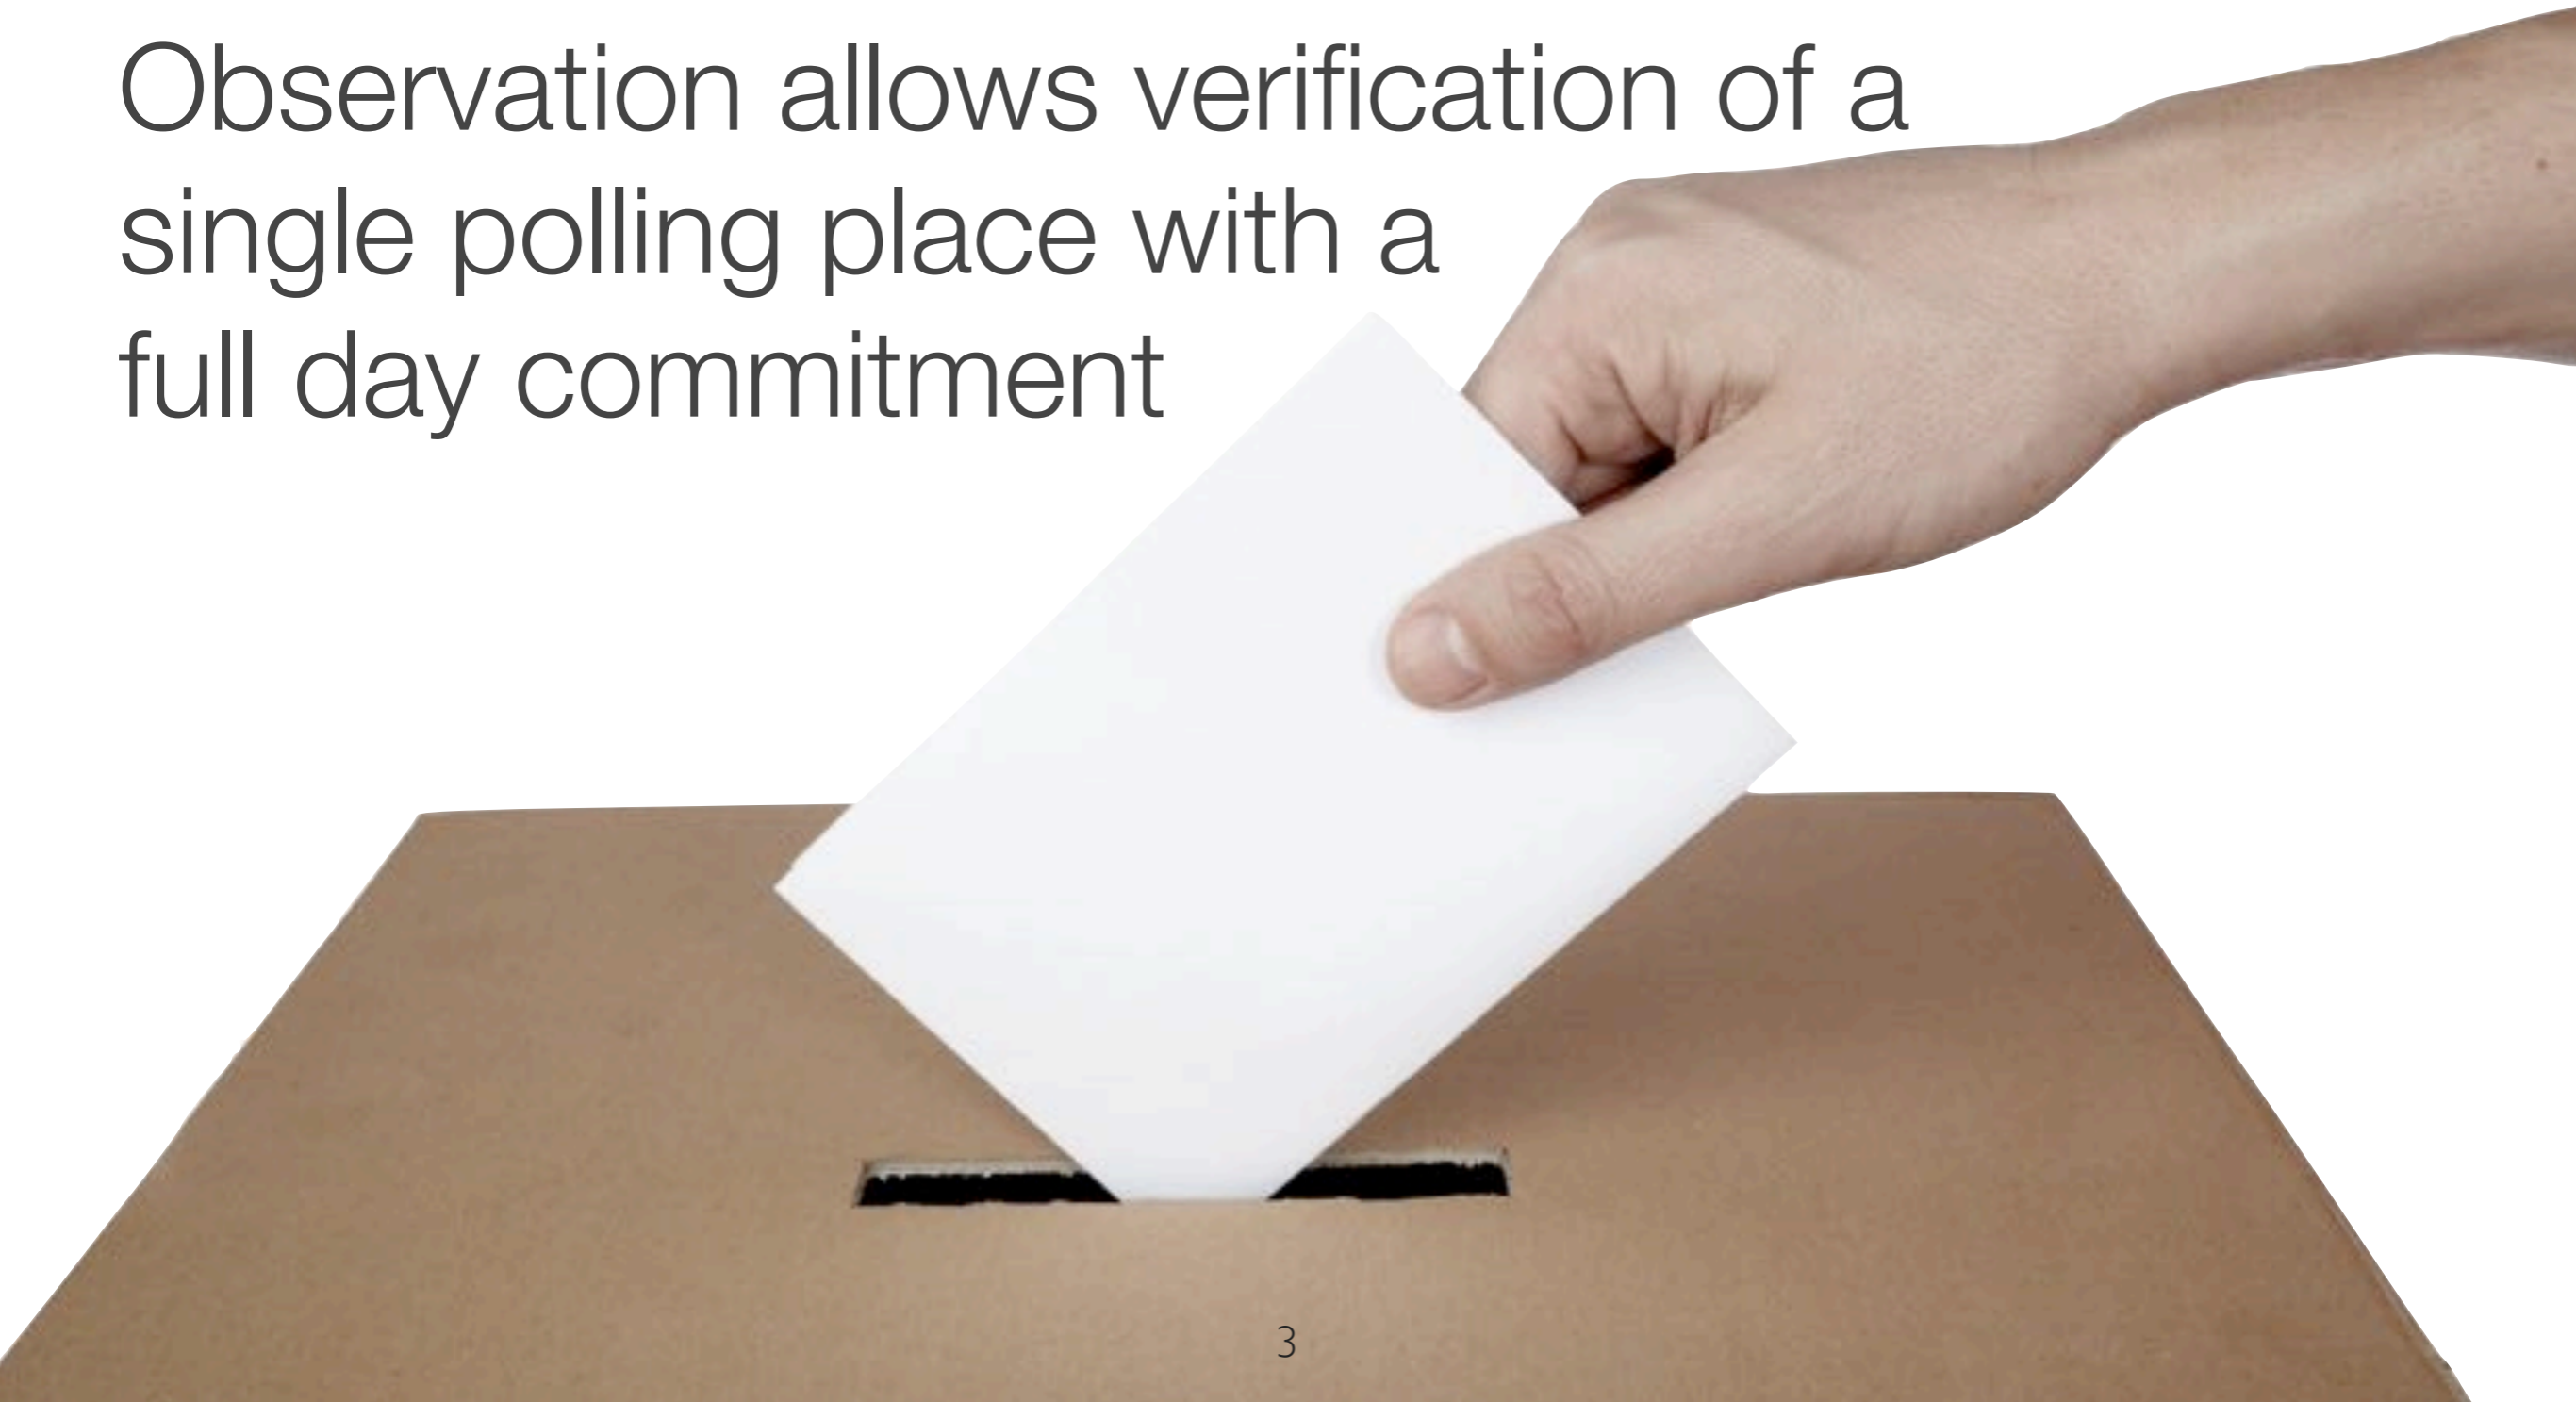 Observation allows verification of a
single polling place with a
full day commitment
3